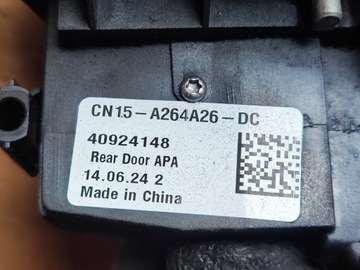 CN15-A264A26-DC
40924148
Rear Door APA
14.06.24 2
Made in China